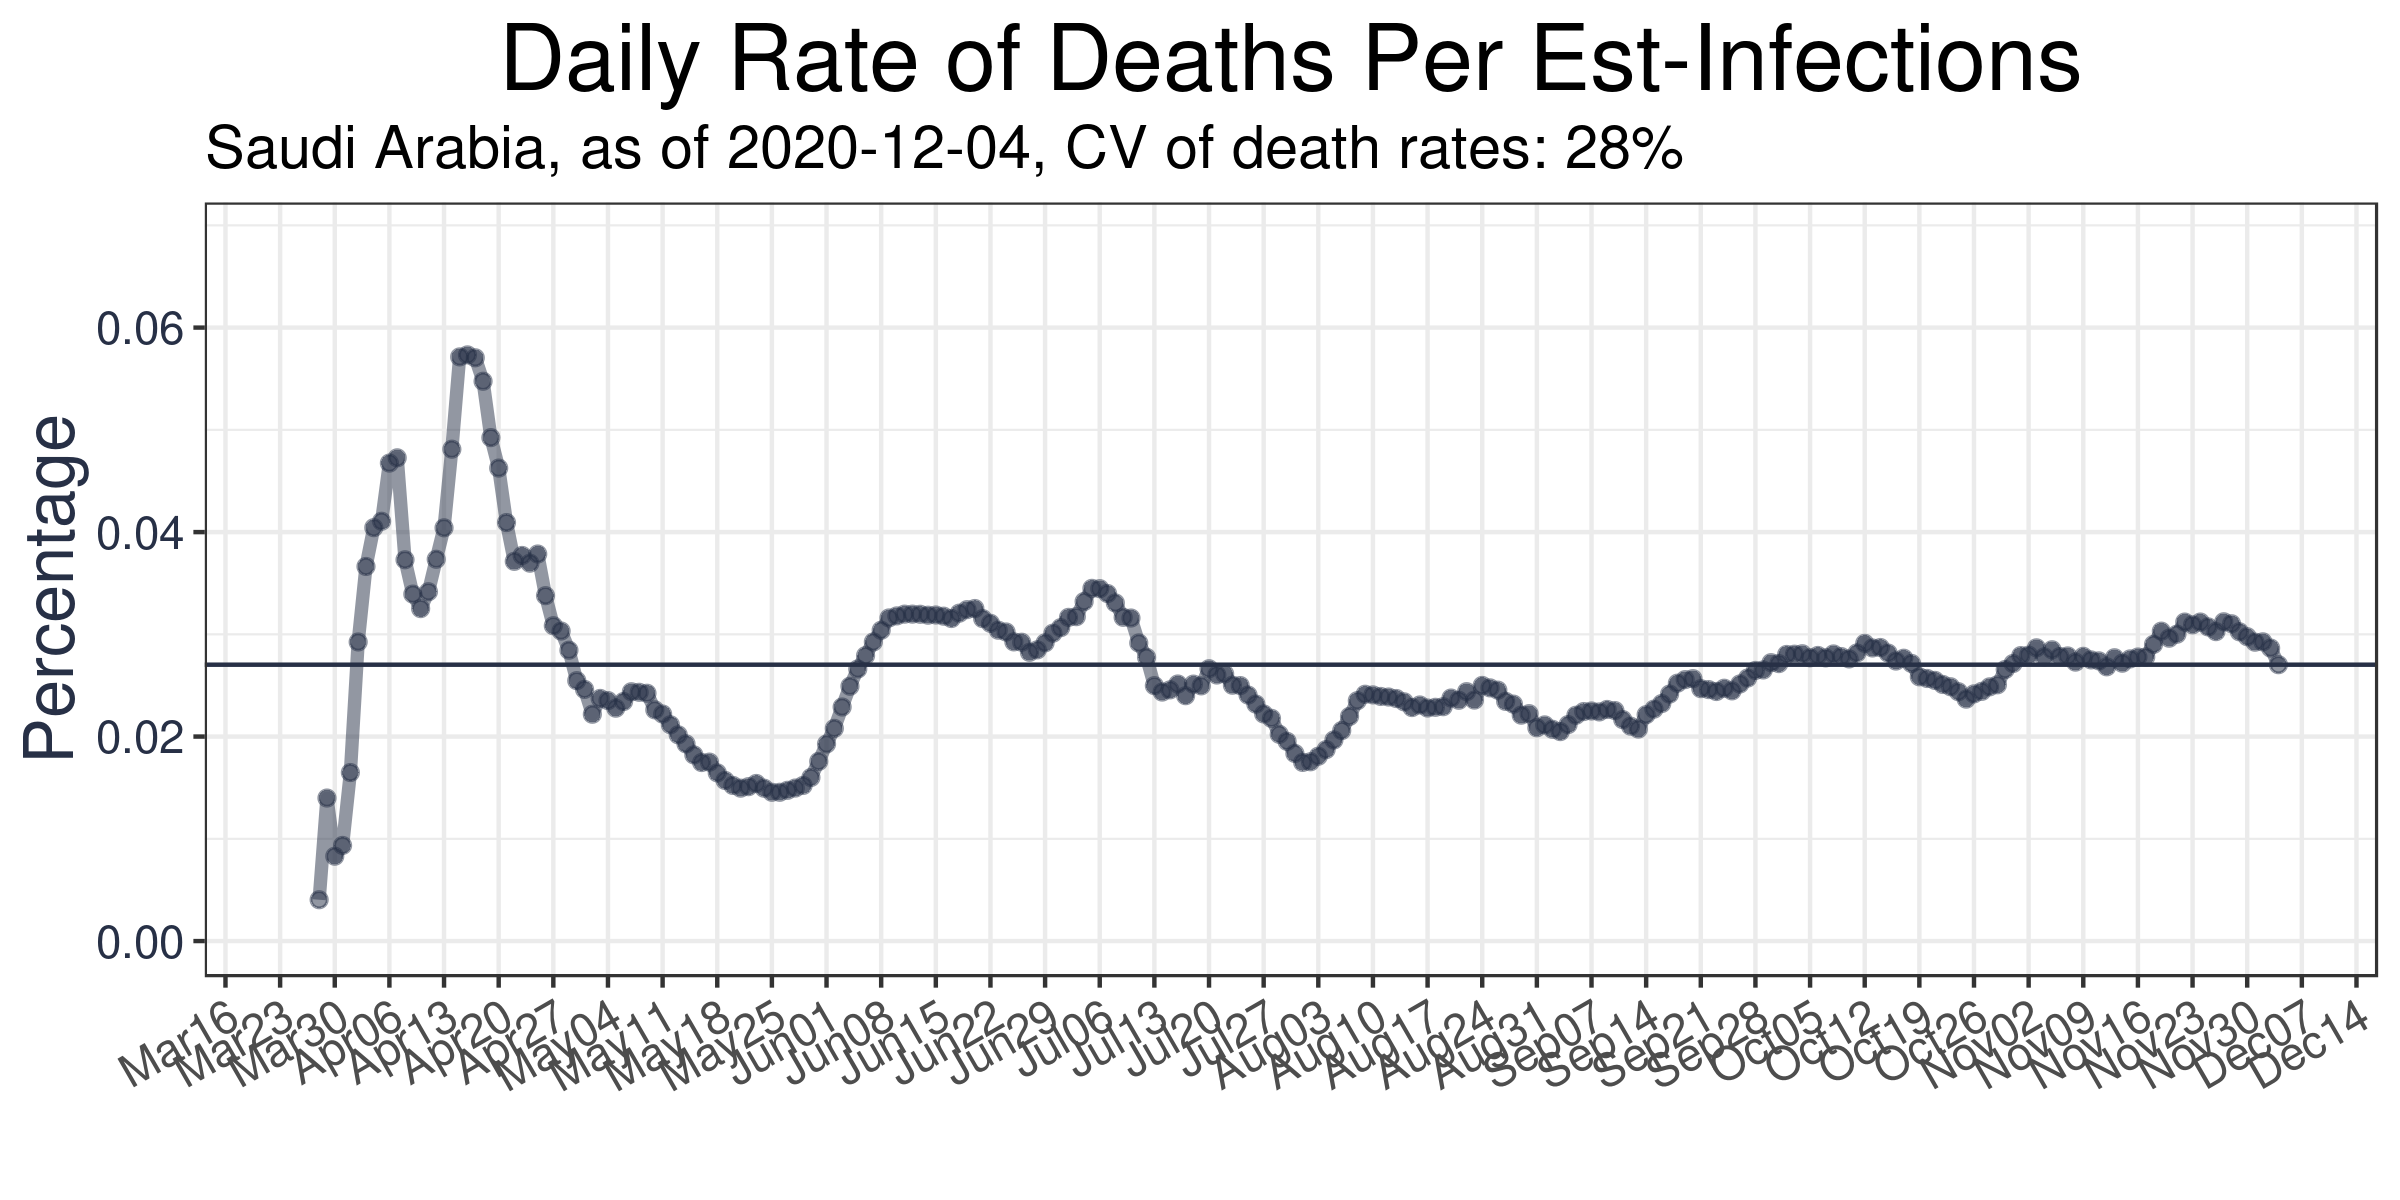 Daily Rate of Deaths Per Est-Infections
Saudi Arabia, as of 2020-12-04, CV of death rates: 28%
Percentage
0.06
0.04
0.02
0.00
Mar16
Mar23
Mar30
Apr06
Apr13
Apr20
Apr27
May04
May11
May18
May25
Jun01
Jun08
Jun15
Jun22
Jun29
Jul06
Jul13
Jul20
Jul27
Aug03
Aug10
Aug17
Aug24
Aug31
Sep07
Sep14
Sep21
Sep28
Oct05
Oct12
Oct19
Oct26
Nov02
Nov09
Nov16
Nov23
Nov30
Dec07
Dec14